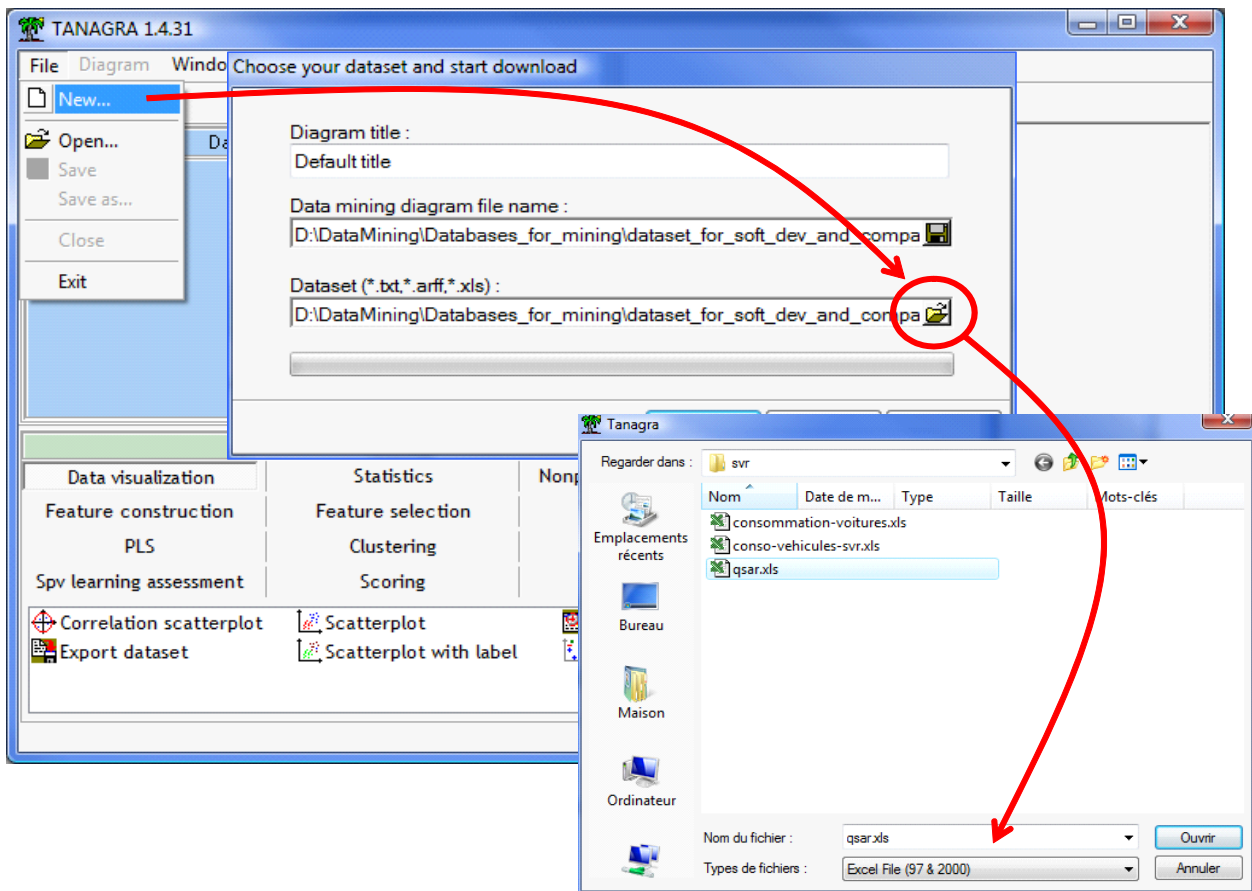 TANAGRA 1.4.31
File Diagram Windo
New...
Open...
Save
Save as...
Close
Exit
Da
Choose your dataset and start download
Diagram title :
Default title
Data mining diagram file name :
D:\DataMining\Databases_for_mining\dataset_for_soft_dev_and_compa
Dataset (*.txt,*.arff,*.xls) :
D:\DataMining\Databases_for_mining\dataset_for_soft_dev_and_compa
Data visualization Statistics Nonp
Feature construction Feature selection
PLS Clustering
Spv learning assessment Scoring
Correlation scatterplot Scatterplot
Export dataset Scatterplot with label
Tanagra
Regarder dans : svr
Nom Date de m... Type Taille Mots-clés
consommation-voitures.xls
conso-vehicules-svr.xls
qsar.xls
Emplacements
récents
Bureau
Maison
Ordinateur
Nom du fichier : qsar.xls Ouvrir
Types de fichiers : Excel File (97 & 2000) Annuler